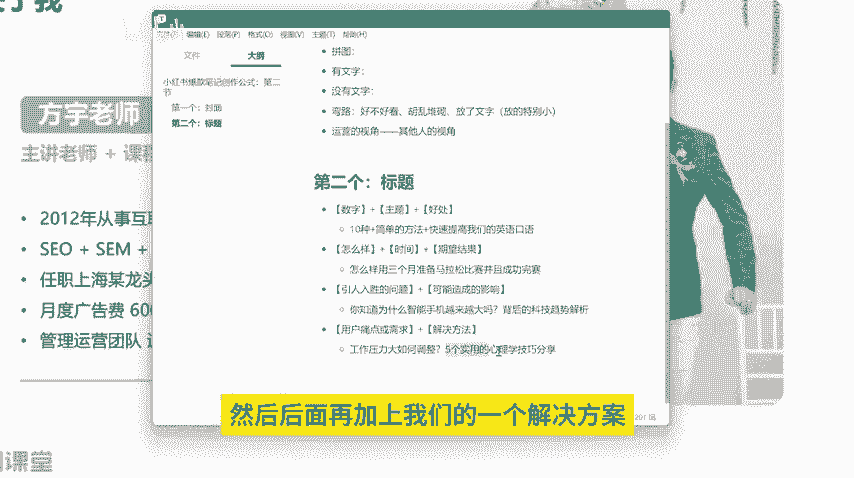 方宇老师
主讲老师 + 课程
2012年从事互联
SEO + SEM +
任职上海某龙头
月度广告费 600
管理运营团队
编辑(E) 段落(P) 格式(O) 视图(V) 主题(T) 帮助(H)
文件 大纲
小红书爆款笔记创作公式：第二节
第一个：封面
第二个：标题
拼图：
有文字：
没有文字：
弯路：好不好看、胡乱堆砌、放了文字（放的特别小）
运营的视角——其他人的视角
第二个：标题
【数字】+【主题】+【好处】
10种+简单的方法+快速提高我们的英语口语
【怎么样】+【时间】+【期望结果】
怎么样用三个月准备马拉松比赛并且成功完赛
【引人入胜的问题】+【可能造成的影响】
你知道为什么智能手机越来越大吗？背后的科技趋势解析
【用户痛点或需求】+【解决方法】
工作压力大如何调整？5个实用的心理学技巧分享
然后后面再加上我们的一个解决方案